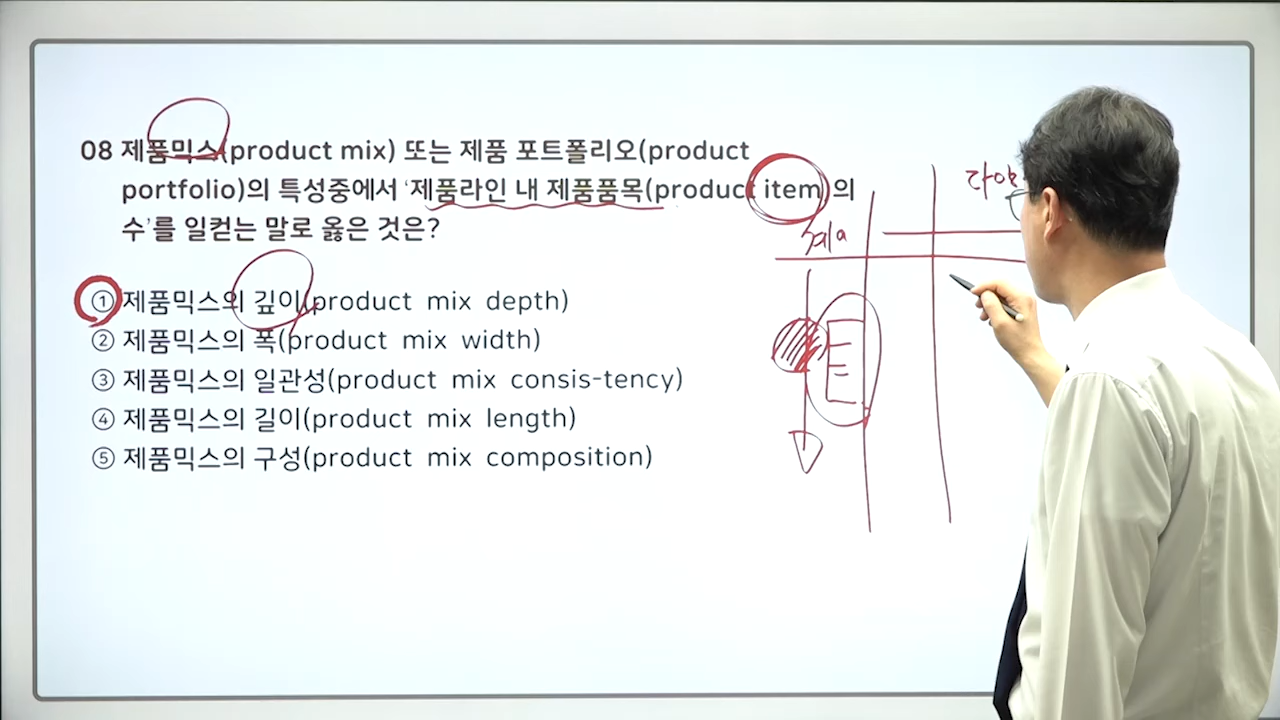 08 제품믹스(product mix) 또는 제품 포트폴리오(product
portfolio)의 특성중에서 '제품라인 내 제품품목(product item)의
수'를 일컫는 말로 옳은 것은?
① 제품믹스의 깊이(product mix depth)
② 제품믹스의 폭(product mix width)
③ 제품믹스의 일관성(product mix consis-tency)
④ 제품믹스의 길이(product mix length)
⑤ 제품믹스의 구성(product mix composition)